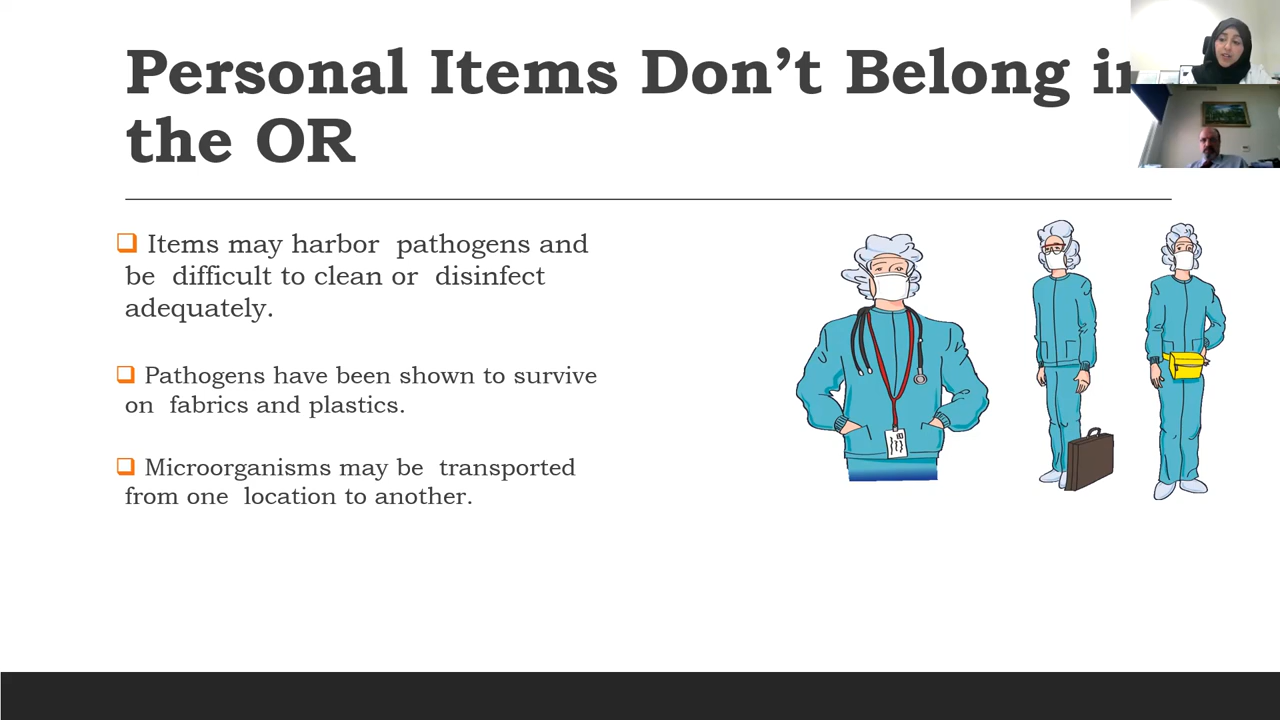 Personal Items Don’t Belong in
the OR
Items may harbor pathogens and
be difficult to clean or disinfect
adequately.
Pathogens have been shown to survive
on fabrics and plastics.
Microorganisms may be transported
from one location to another.